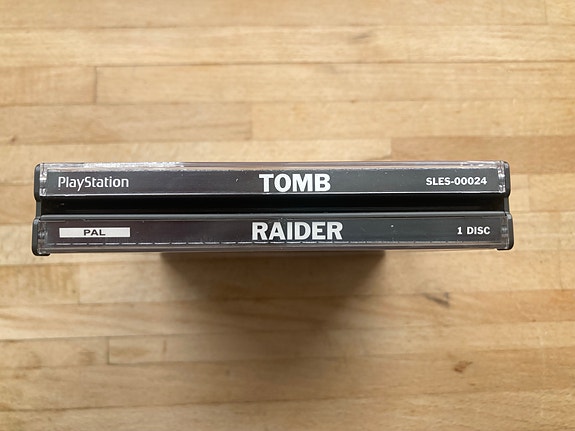 PlayStation TOMB SLES-00024
PAL RAIDER 1 DISC